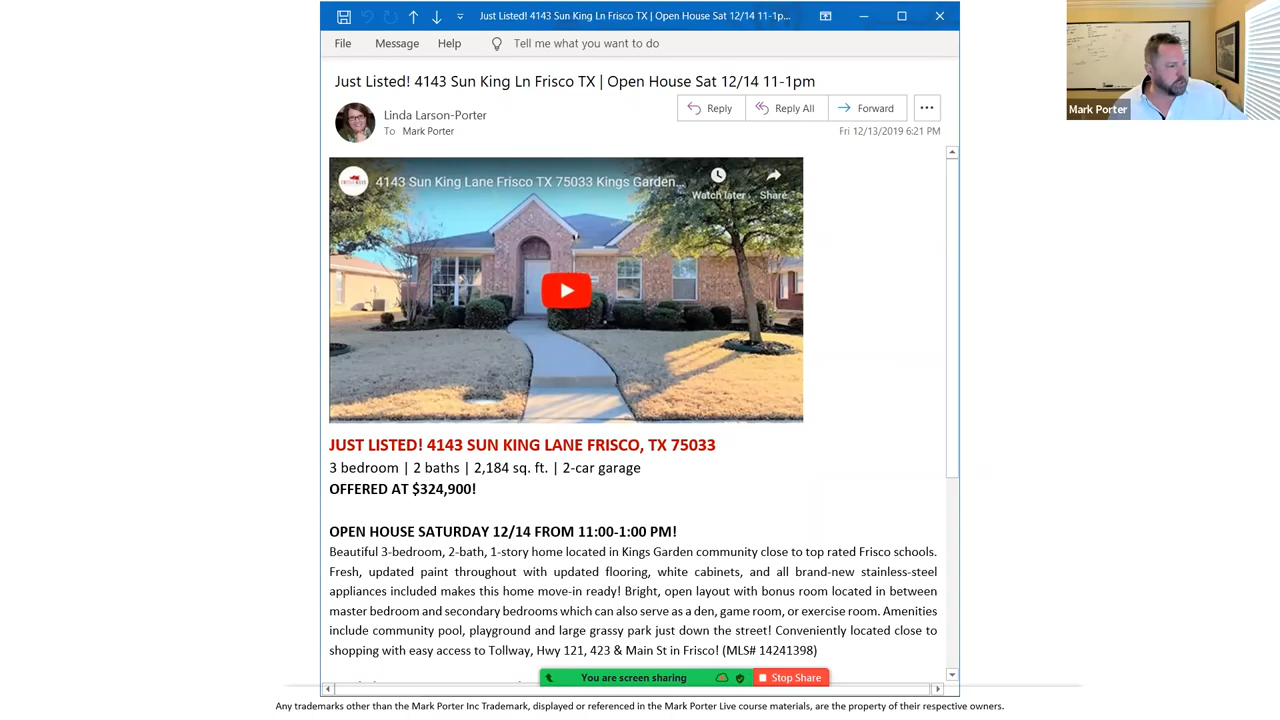 Just Listed! 4143 Sun King Ln Frisco TX | Open House Sat 12/14 11-1p...
File Message Help Tell me what you want to do
Just Listed! 4143 Sun King Ln Frisco TX | Open House Sat 12/14 11-1pm
Linda Larson-Porter
To Mark Porter
Reply Reply All Forward
Fri 12/13/2019 6:21 PM
4143 Sun King Lane Frisco TX 75033 Kings Garden...
Watch later Share
JUST LISTED! 4143 SUN KING LANE FRISCO, TX 75033
3 bedroom | 2 baths | 2,184 sq. ft. | 2-car garage
OFFERED AT $324,900!
OPEN HOUSE SATURDAY 12/14 FROM 11:00-1:00 PM!
Beautiful 3-bedroom, 2-bath, 1-story home located in Kings Garden community close to top rated Frisco schools.
Fresh, updated paint throughout with updated flooring, white cabinets, and all brand-new stainless-steel
appliances included makes this home move-in ready! Bright, open layout with bonus room located in between
master bedroom and secondary bedrooms which can also serve as a den, game room, or exercise room. Amenities
include community pool, playground and large grassy park just down the street! Conveniently located close to
shopping with easy access to Tollway, Hwy 121, 423 & Main St in Frisco! (MLS# 14241398)
You are screen sharing Stop Share
Any trademarks other than the Mark Porter Inc Trademark, displayed or referenced in the Mark Porter Live course materials, are the property of their respective owners.
Mark Porter